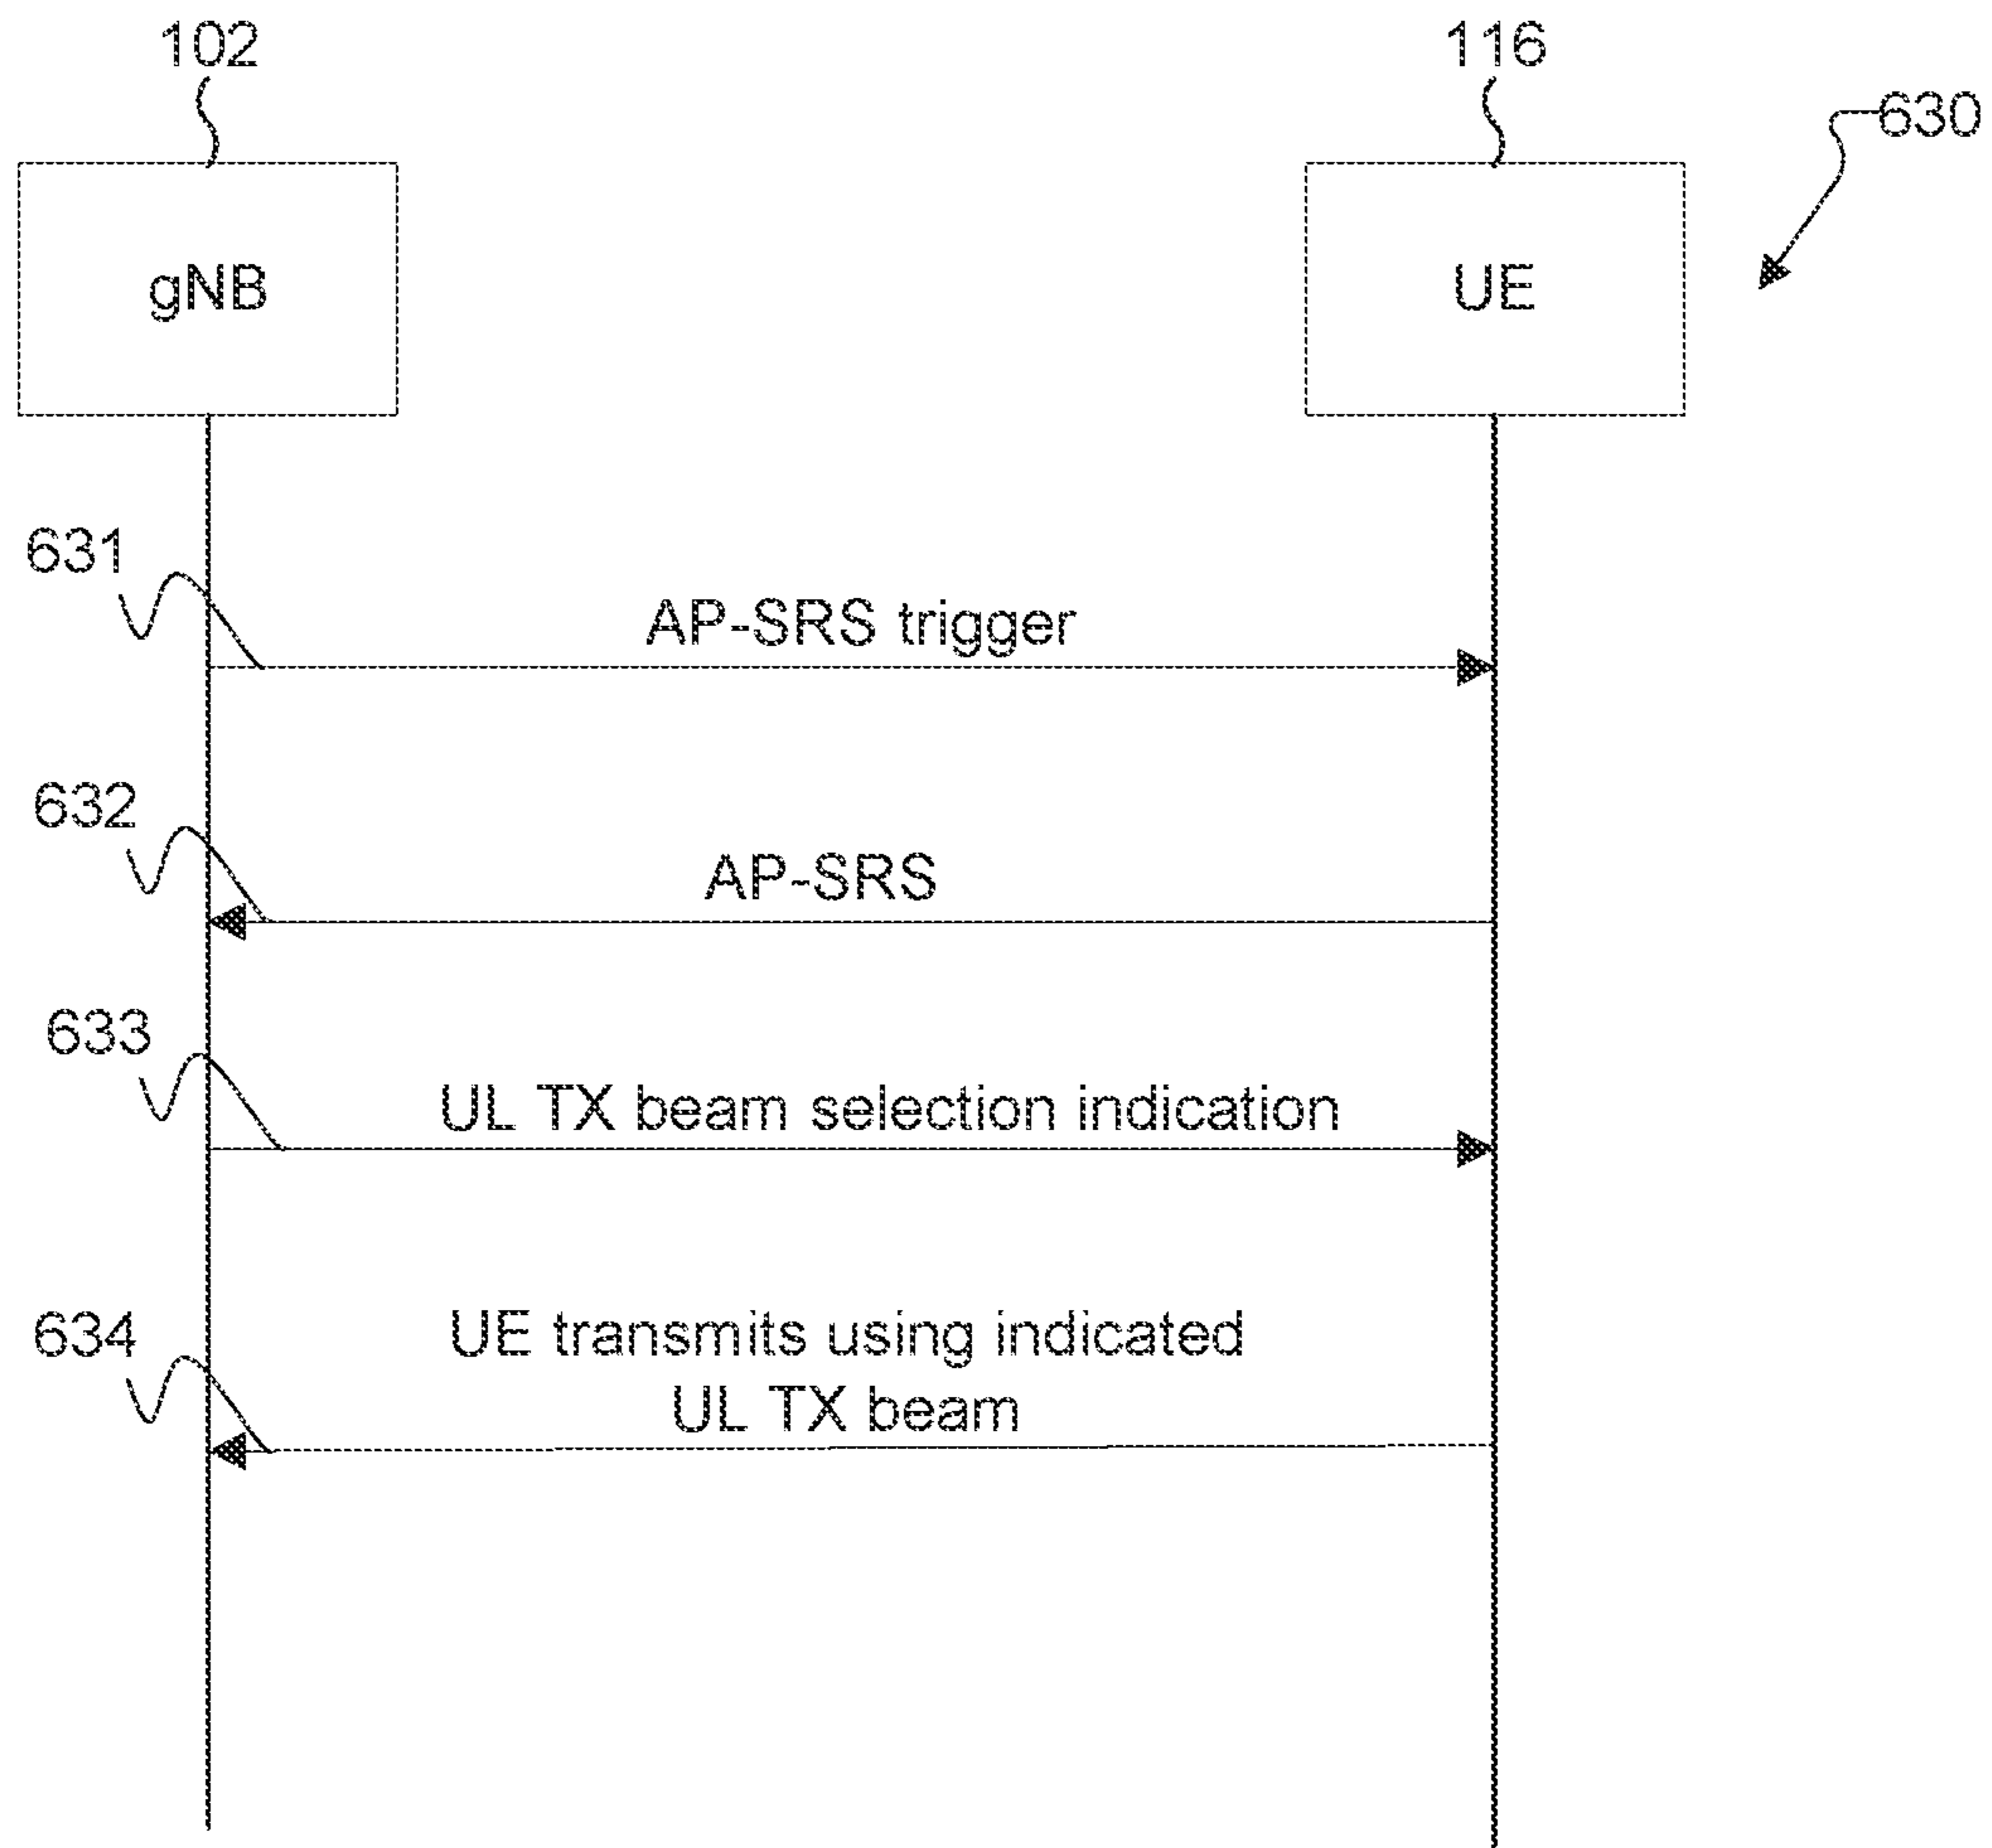 102
116
630
gNB
UE
631
AP-SRS trigger
632
AP-SRS
633
UL TX beam selection indication
634
UE transmits using indicated
UL TX beam